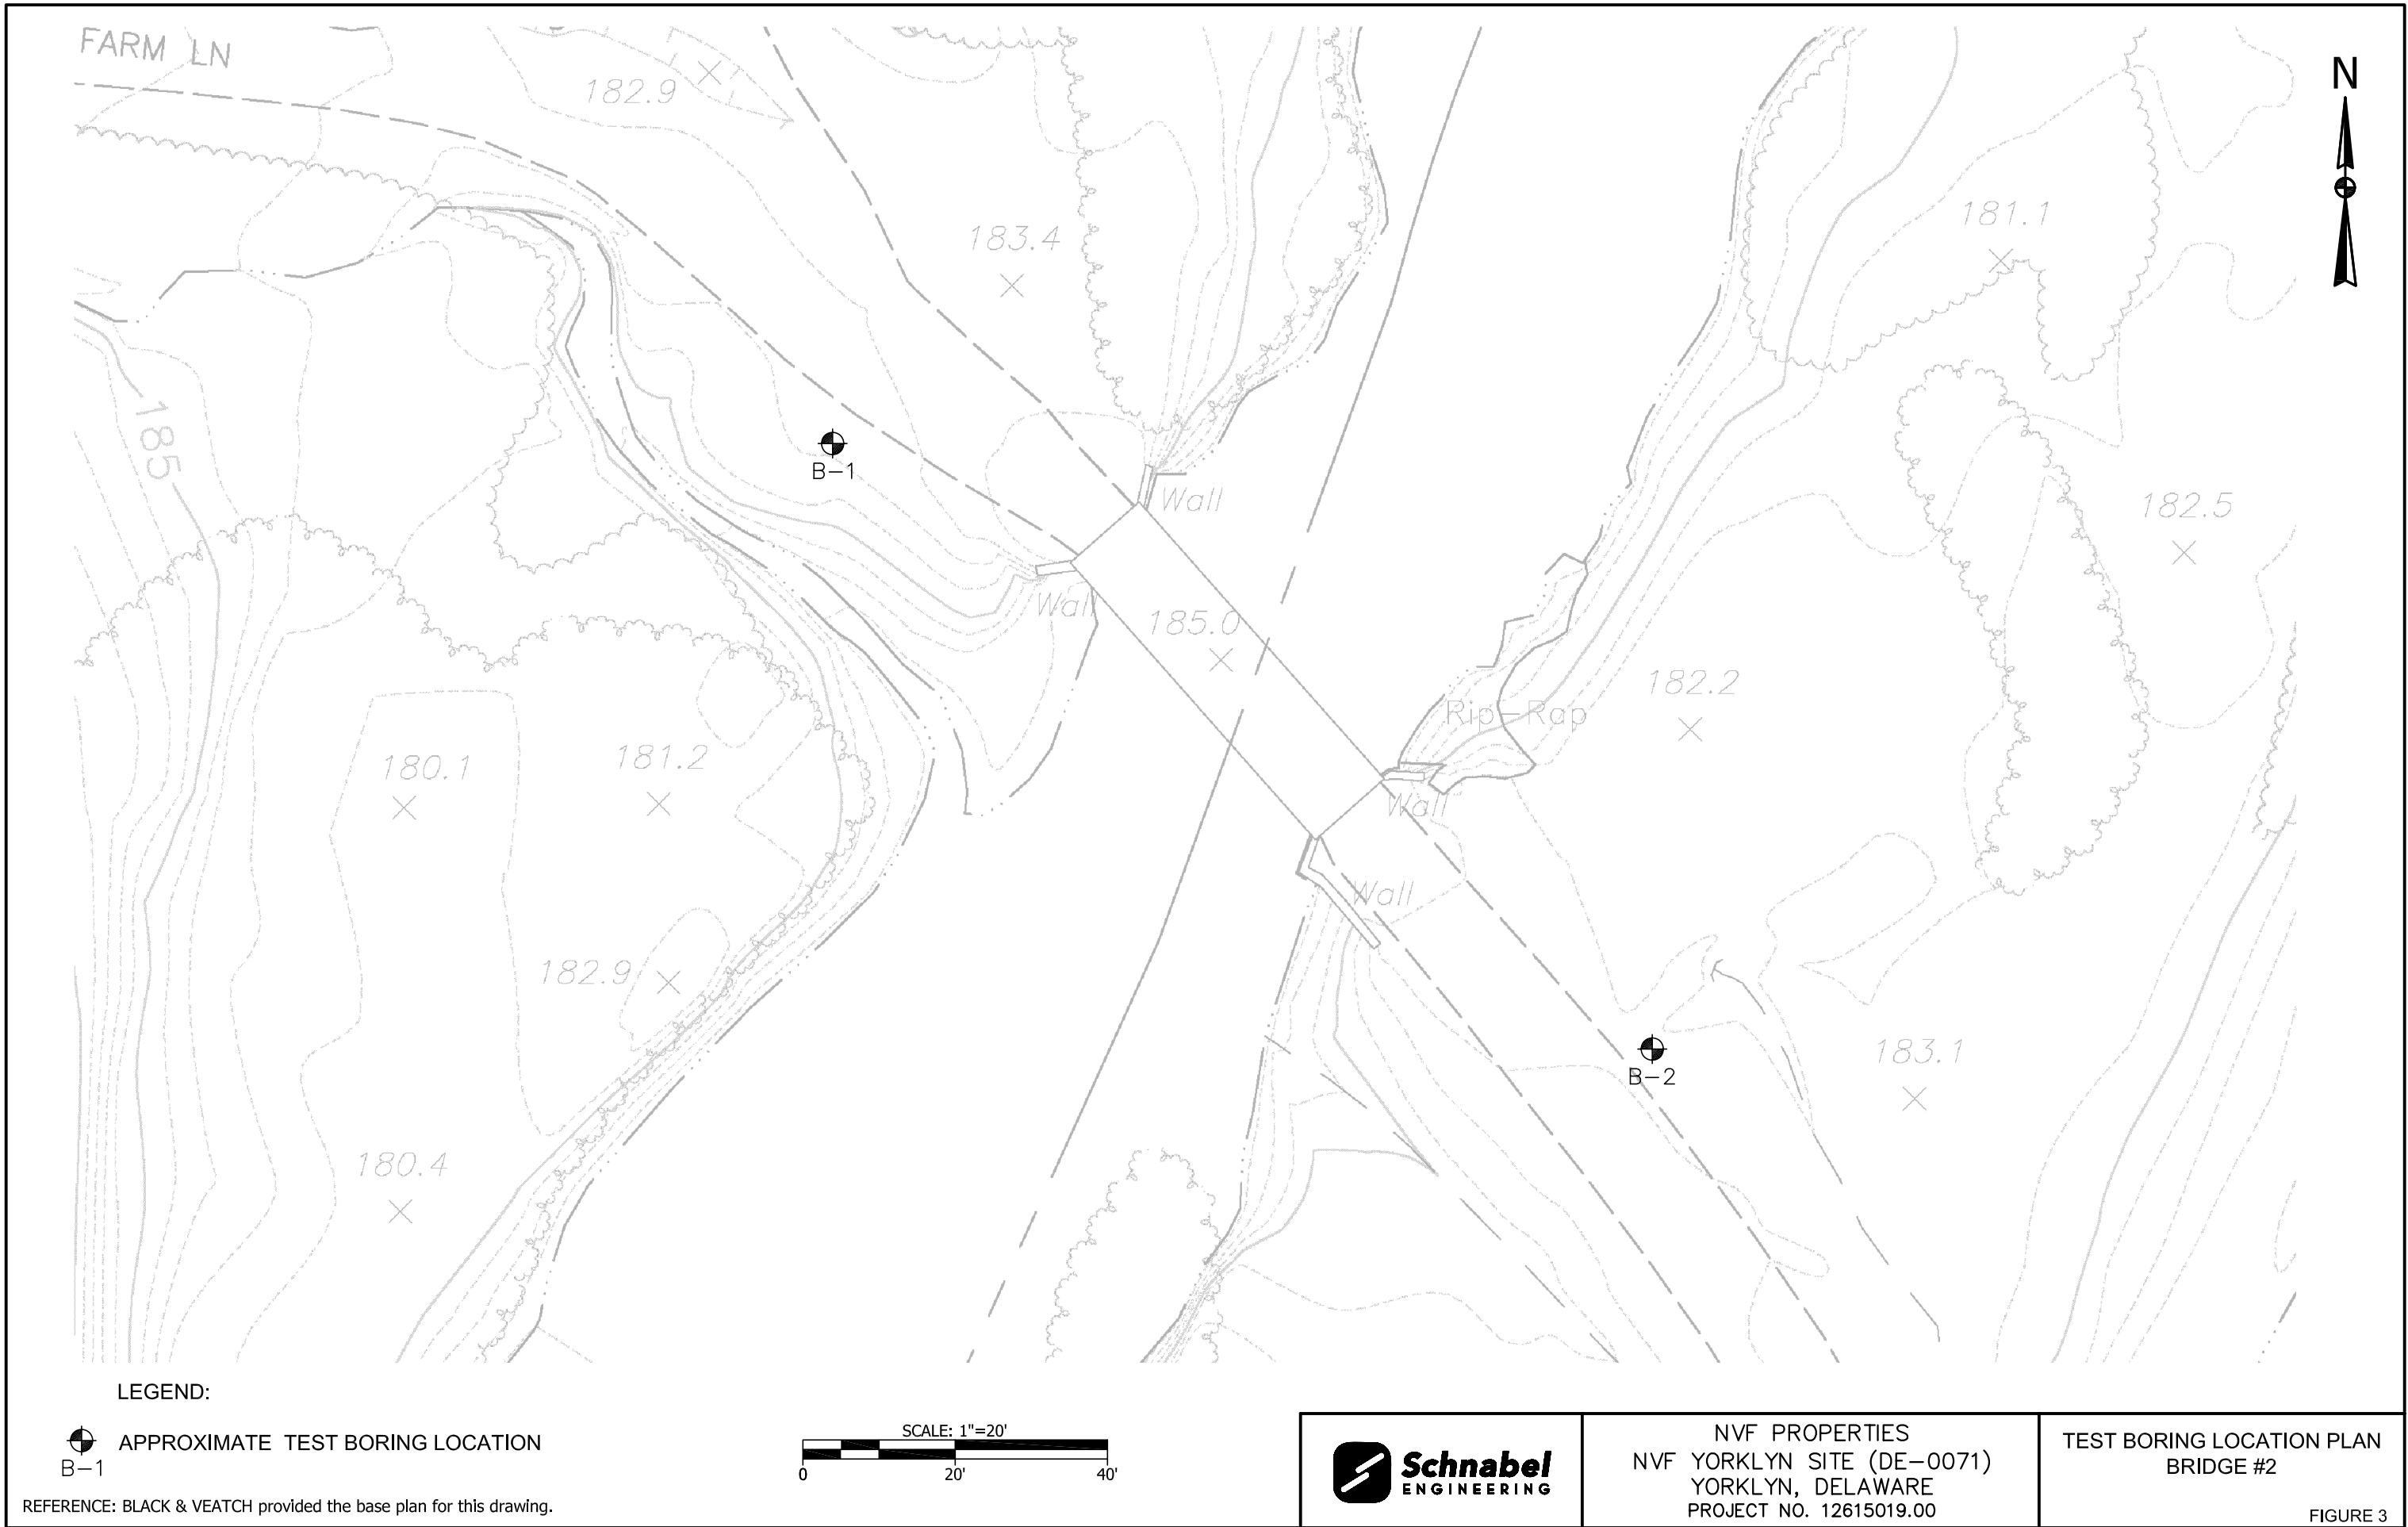 FARM LN
N
182.9
181.1
183.4
185
B-1
Wall
182.5
Wall
185.0
182.2
Rip-Rap
180.1
181.2
Wall
Wall
182.9
183.1
B-2
180.4
LEGEND:
APPROXIMATE TEST BORING LOCATION
B-1
REFERENCE: BLACK & VEATCH provided the base plan for this drawing.
SCALE: 1"=20'
0 20' 40'
Schnabel
ENGINEERING
NVF PROPERTIES
NVF YORKLYN SITE (DE-0071)
YORKLYN, DELAWARE
PROJECT NO. 12615019.00
TEST BORING LOCATION PLAN
BRIDGE #2
FIGURE 3